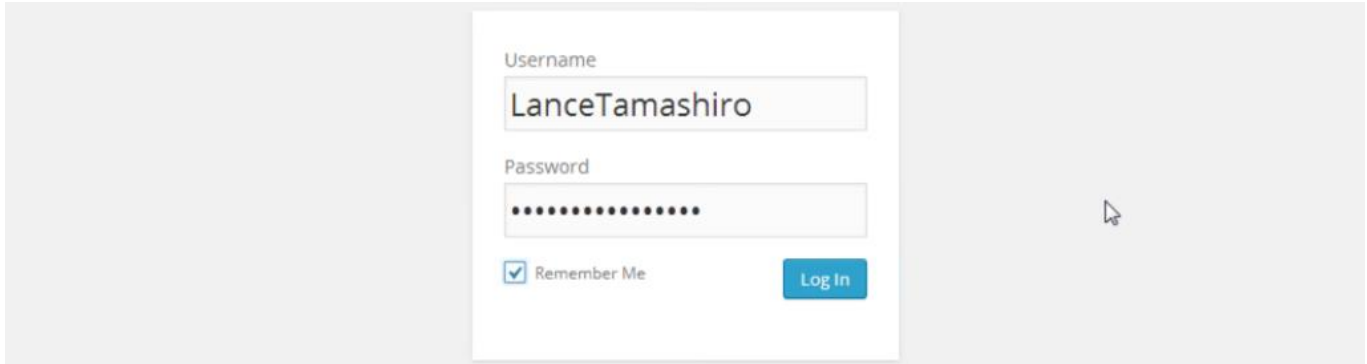 Username
LanceTamashiro
Password
••••••••••••••••
Remember Me
Log In